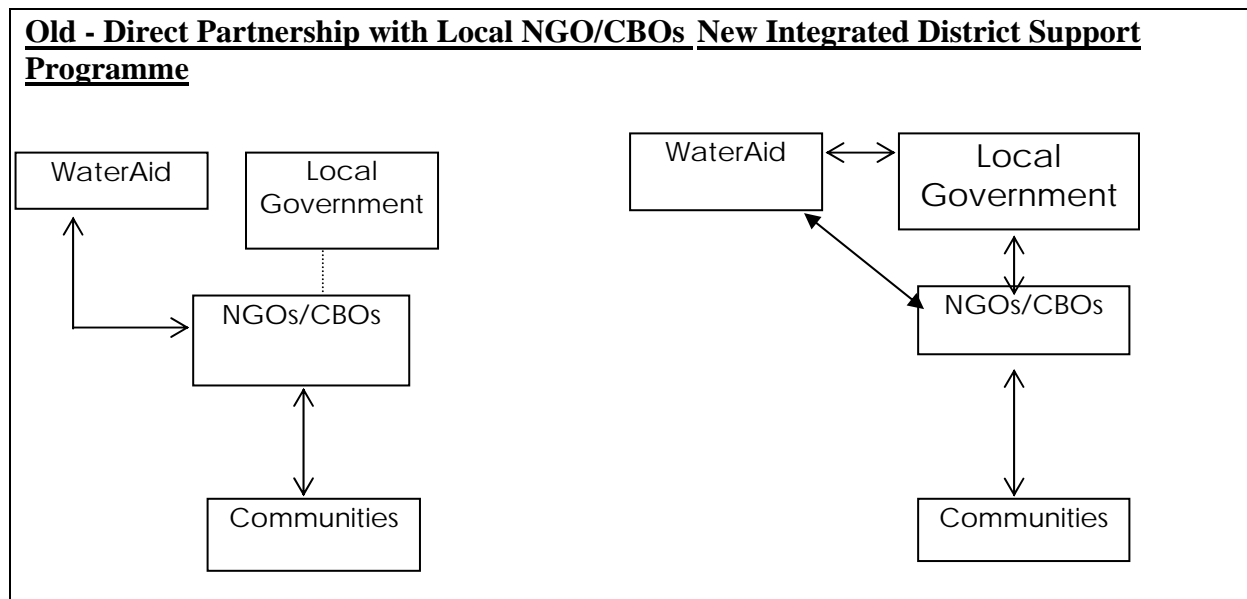 Old - Direct Partnership with Local NGO/CBOs New Integrated District Support
Programme
WaterAid
Local
Government
NGOs/CBOs
Communities
WaterAid
Local
Government
NGOs/CBOs
Communities